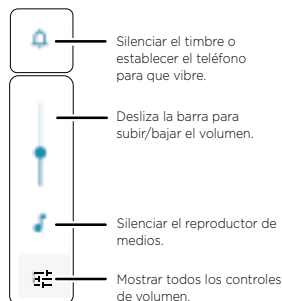 Silenciar el timbre o
establecer el teléfono
para que vibre.
Desliza la barra para
subir/bajar el volumen.
Silenciar el reproductor de
medios.
Mostrar todos los controles
de volumen.